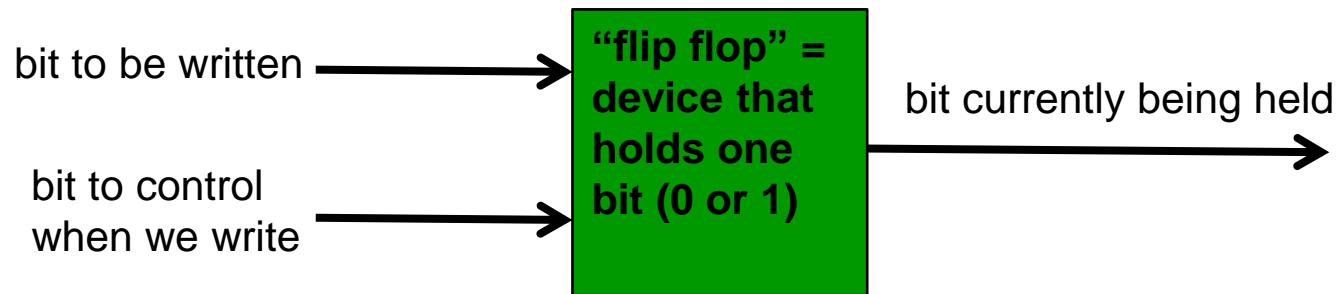 bit to be written
bit to control
when we write
“flip flop” =
device that
holds one
bit (0 or 1)
bit currently being held